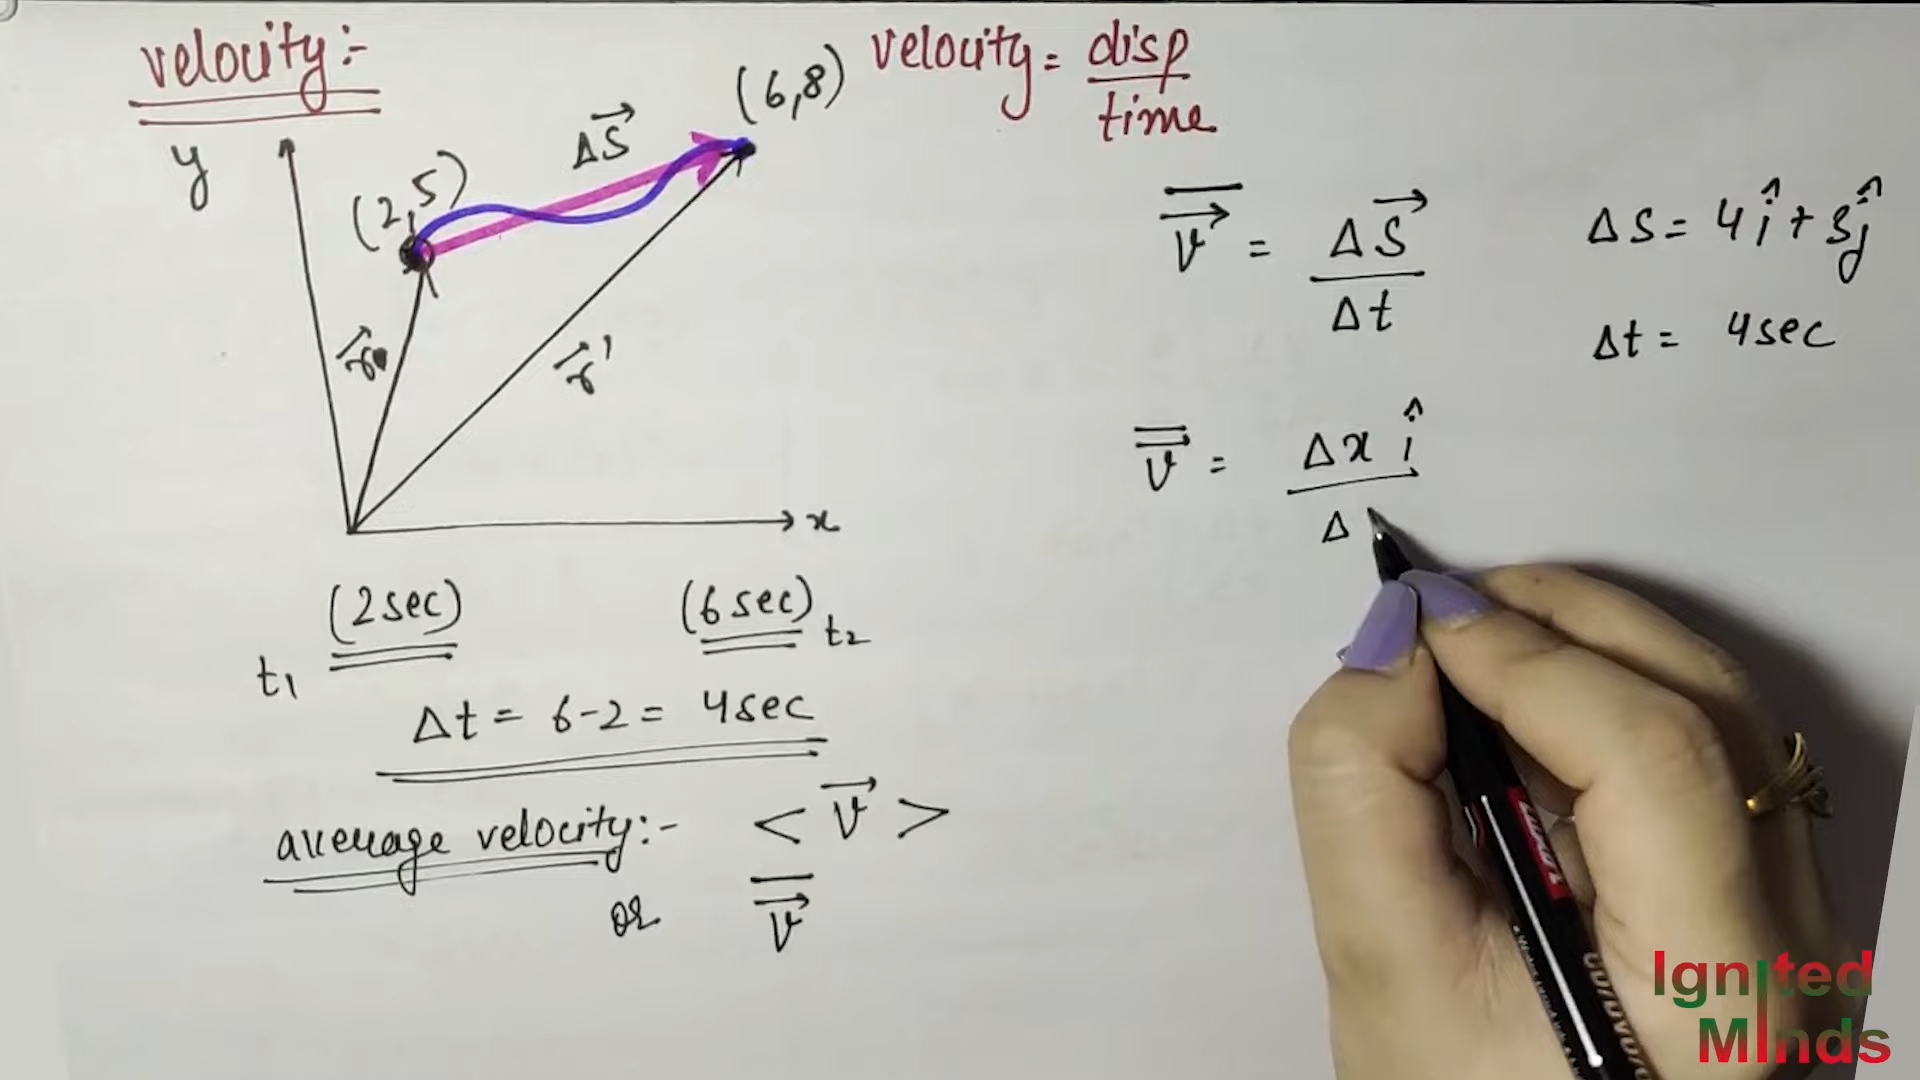 velocity:-
velocity = disp
time
y
(2,5)
ΔS⃗
(6,8)
r⃗
r⃗'
x
(2sec)
t₁
(6sec)
t₂
Δt = 6-2 = 4sec
average velocity:- <v⃗>
or v̅⃗
v̅⃗ = ΔS⃗
Δt
ΔS = 4î + 3ĵ
Δt = 4sec
v̿ = Δx î
Δ
Ignited
Minds